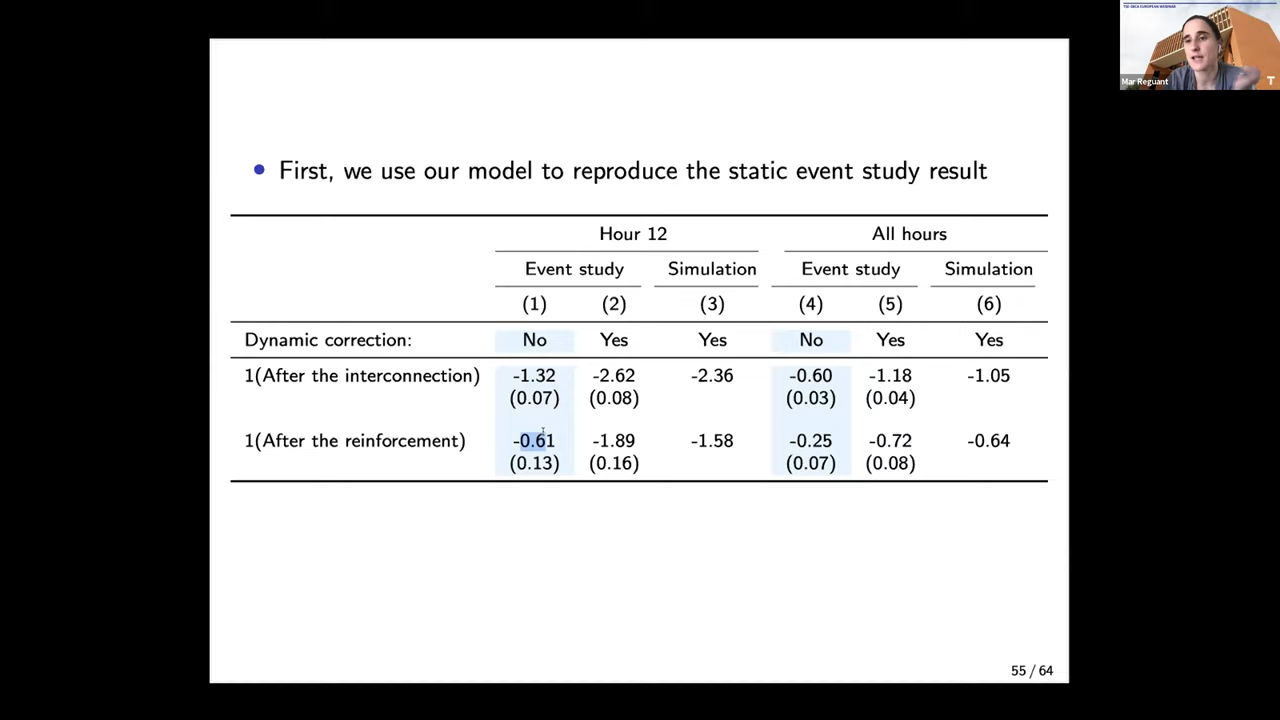 TSE-SBCA EUROPEAN WEBINAR
Mar Reguant
• First, we use our model to reproduce the static event study result
Hour 12 All hours
Event study Simulation Event study Simulation
(1) (2) (3) (4) (5) (6)
Dynamic correction: No Yes Yes No Yes Yes
1(After the interconnection) -1.32 -2.62 -2.36 -0.60 -1.18 -1.05
(0.07) (0.08) (0.03) (0.04)
1(After the reinforcement) -0.61 -1.89 -1.58 -0.25 -0.72 -0.64
(0.13) (0.16) (0.07) (0.08)
55 / 64